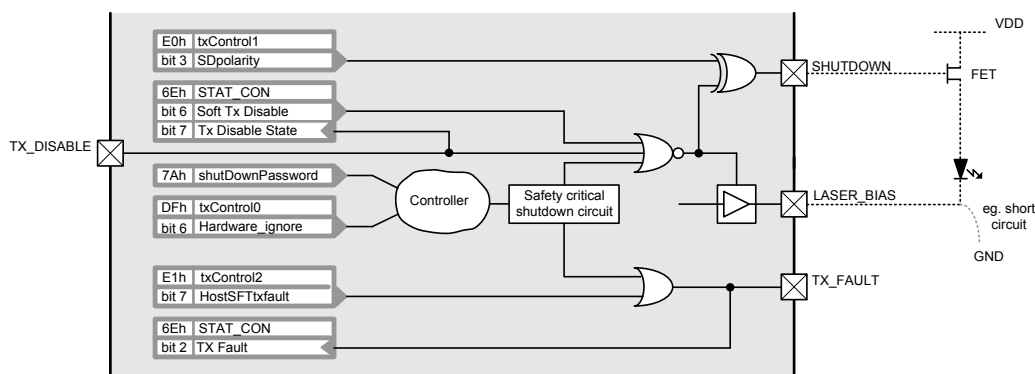 E0h txControl1
bit 3 SDpolarity
6Eh STAT_CON
bit 6 Soft Tx Disable
bit 7 Tx Disable State
TX_DISABLE
7Ah shutDownPassword
DFh txControl0
bit 6 Hardware_ignore
Controller
Safety critical
shutdown circuit
E1h txControl2
bit 7 HostSFTtxfault
6Eh STAT_CON
bit 2 TX Fault
VDD
SHUTDOWN
FET
LASER_BIAS
eg. short
circuit
GND
TX_FAULT